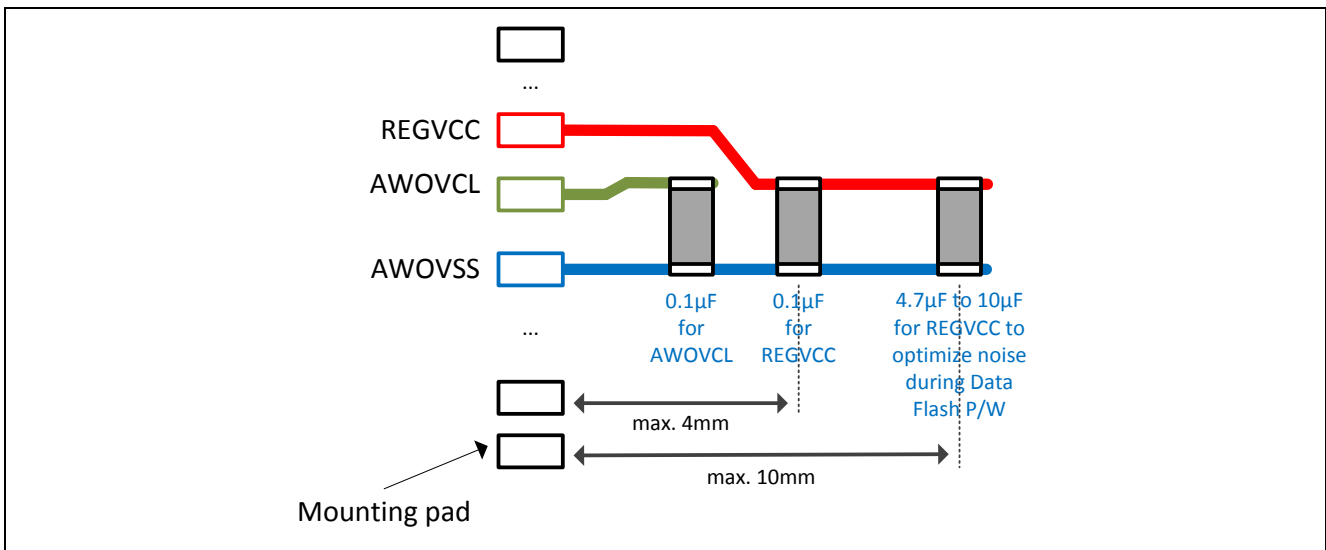 ...
REGVCC
AWOVCL
AWOVSS
0.1µF
for
AWOVCL
0.1µF
for
REGVCC
4.7µF to 10µF
for REGVCC to
optimize noise
during Data
Flash P/W
...
max. 4mm
max. 10mm
Mounting pad